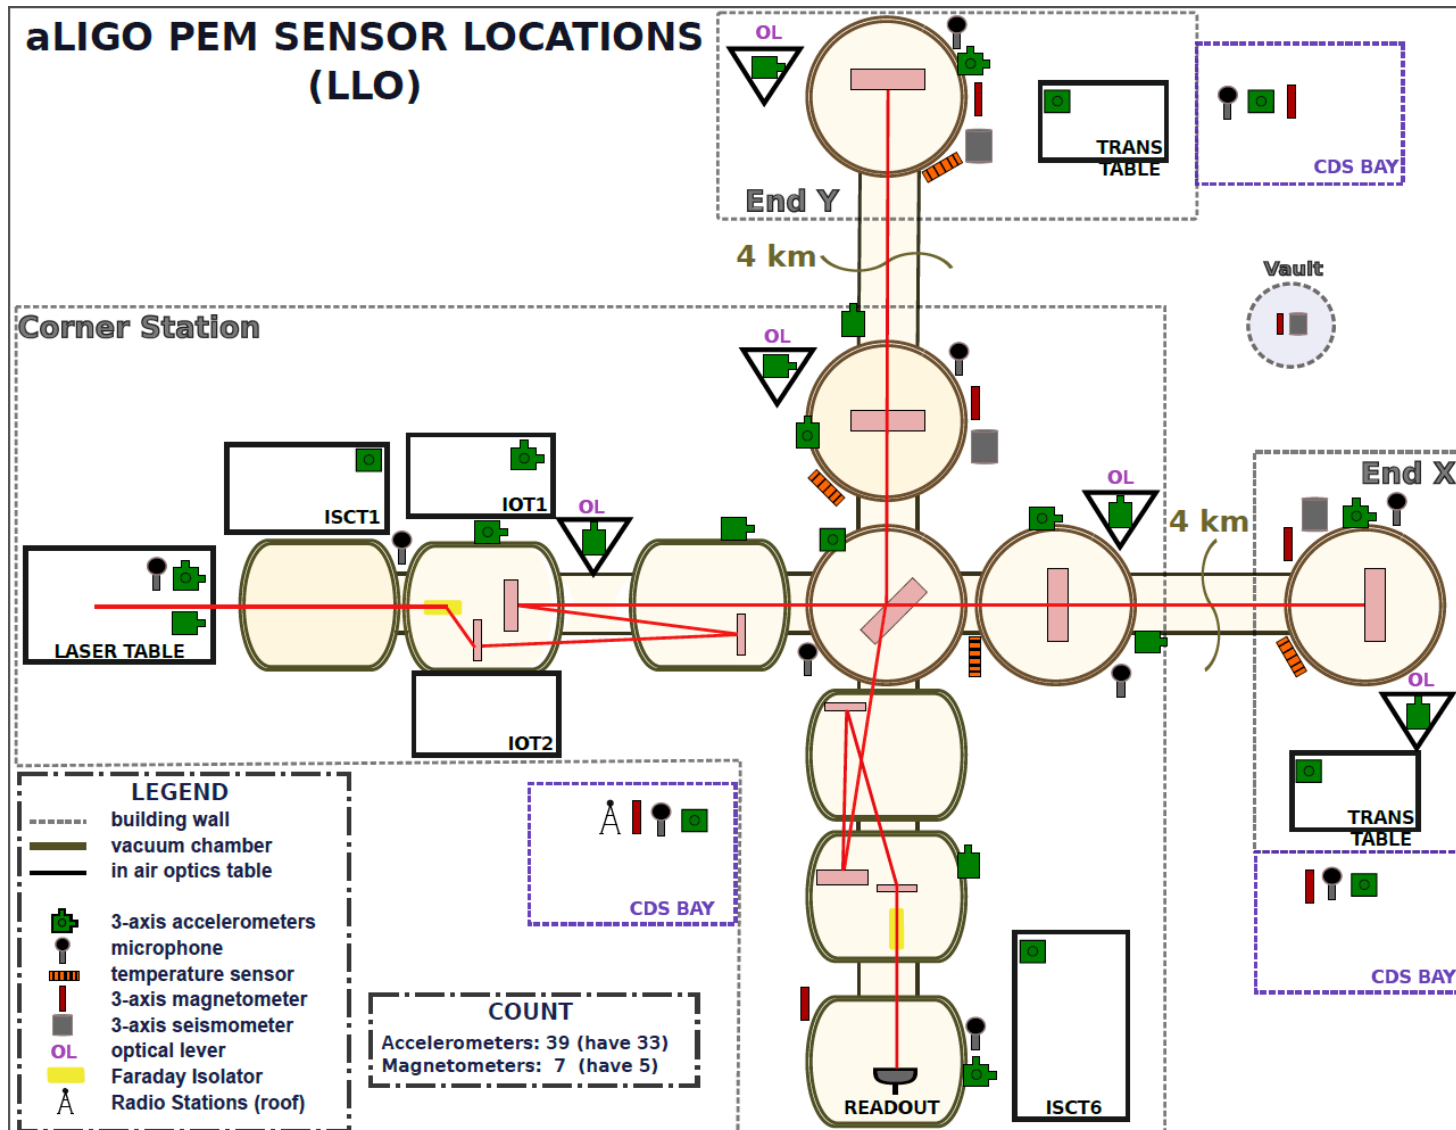 aLIGO PEM SENSOR LOCATIONS
(LLO)
OL
TRANS
TABLE
CDS BAY
End Y
4 km
Vault
Corner Station
OL
End X
OL
4 km
ISCT1
IOT1
OL
LASER TABLE
IOT2
OL
TRANS
TABLE
CDS BAY
LEGEND
building wall
vacuum chamber
in air optics table
3-axis accelerometers
microphone
temperature sensor
3-axis magnetometer
3-axis seismometer
OL optical lever
Faraday Isolator
Radio Stations (roof)
CDS BAY
COUNT
Accelerometers: 39 (have 33)
Magnetometers: 7 (have 5)
READOUT
ISCT6